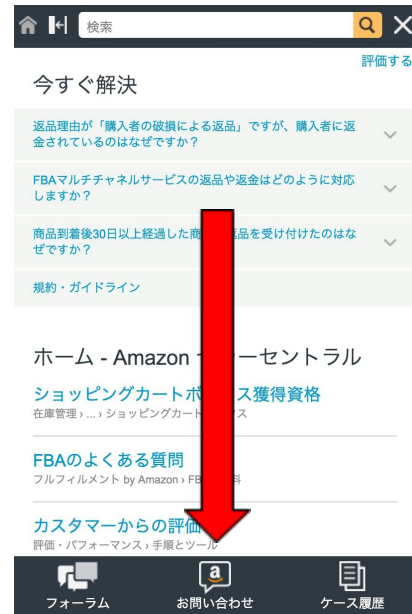 検索
評価する
今すぐ解決
返品理由が「購入者の破損による返品」ですが、購入者に返
金されているのはなぜですか?
FBAマルチチャネルサービスの返品や返金はどのように対応
しますか?
商品到着後30日以上経過した商 返品を受け付けたのはな
ぜですか?
規約・ガイドライン
ホーム - Amazon ーセントラル
ショッピングカートボ ス獲得資格
在庫管理 › ... › ショッピングカート ス
FBAのよくある質問
フルフィルメント by Amazon › FB 料
カスタマーからの評価
評価・パフォーマンス › 手順とツール
a
フォーラム
お問い合わせ
ケース履歴